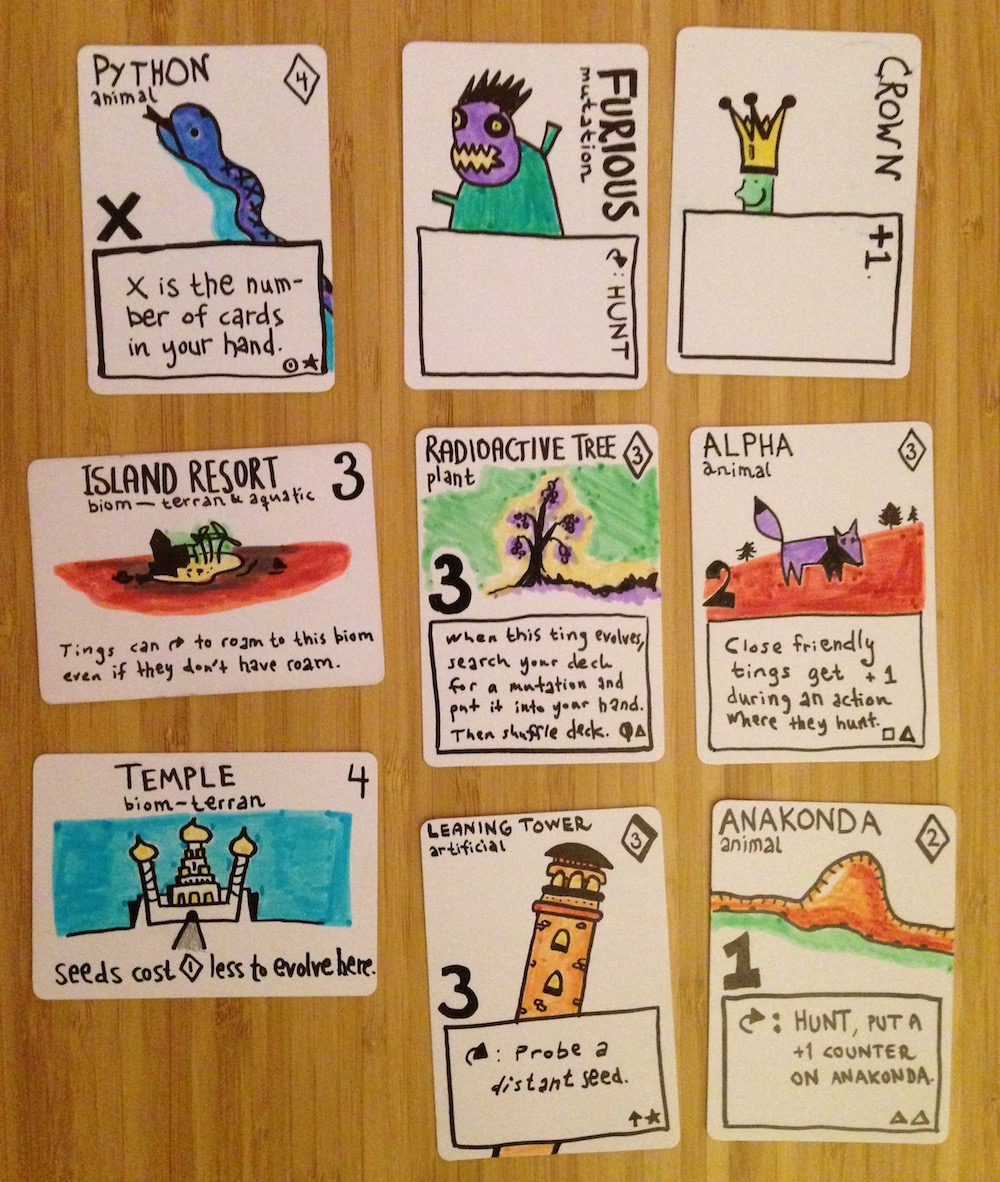 PYTHON
animal
4
X
X is the num-
ber of cards
in your hand.
FURIOUS
mutation
: HUNT
CROWN
+1.
ISLAND RESORT
biom — terran & aquatic
3
Tings can ↱ to roam to this biom
even if they don't have roam.
RADIOACTIVE TREE
plant
3
3
When this ting evolves,
search your deck
for a mutation and
put it into your hand.
Then shuffle deck.
ALPHA
animal
3
2
Close friendly
tings get +1
during an action
where they hunt.
TEMPLE
biom-terran
4
seeds cost 1 less to evolve here.
LEANING TOWER
artificial
3
3
: Probe a
distant seed.
ANAKONDA
animal
2
1
: HUNT, PUT A
+1 COUNTER
ON ANAKONDA.